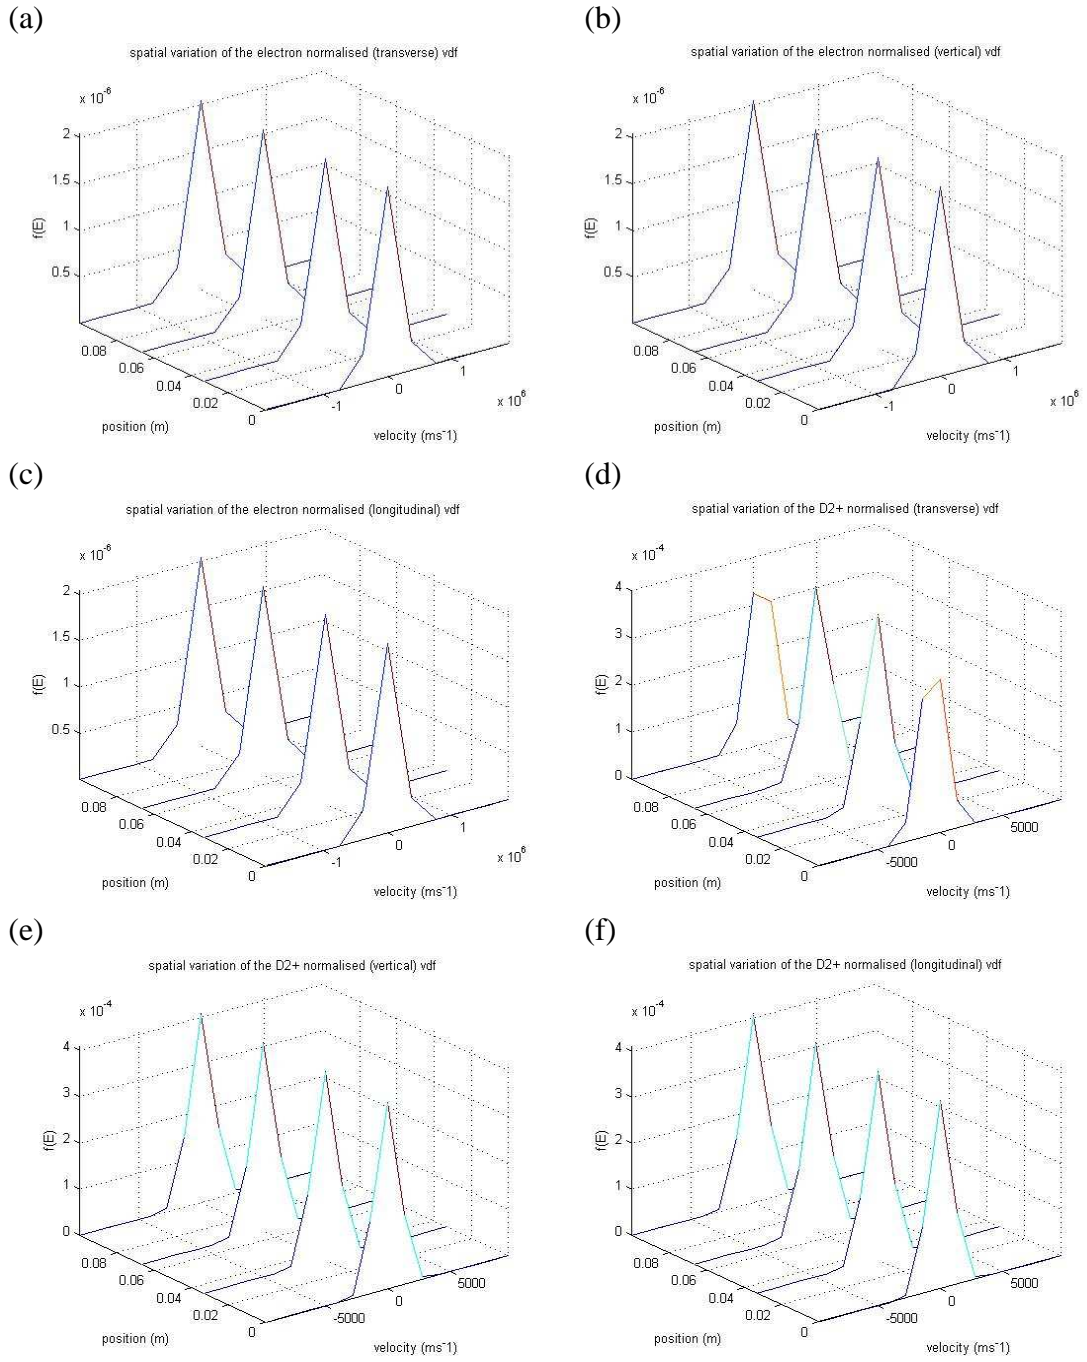 (a)
spatial variation of the electron normalised (transverse) vdf
x 10-6
2
1.5
1
0.5
f(E)
0.08
0.06
0.04
0.02
0
position (m)
-1
0
1
x 10^6
velocity (ms-1)
(b)
spatial variation of the electron normalised (vertical) vdf
x 10-6
2
1.5
1
0.5
f(E)
0.08
0.06
0.04
0.02
0
position (m)
-1
0
1
x 10^6
velocity (ms-1)
(c)
spatial variation of the electron normalised (longitudinal) vdf
x 10-6
2
1.5
1
0.5
f(E)
0.08
0.06
0.04
0.02
0
position (m)
-1
0
1
x 10^6
velocity (ms-1)
(d)
spatial variation of the D2+ normalised (transverse) vdf
x 10-4
4
3
2
1
0
f(E)
0.08
0.06
0.04
0.02
0
position (m)
-5000
0
5000
velocity (ms-1)
(e)
spatial variation of the D2+ normalised (vertical) vdf
x 10-4
4
3
2
1
0
f(E)
0.08
0.06
0.04
0.02
0
position (m)
-5000
0
5000
velocity (ms-1)
(f)
spatial variation of the D2+ normalised (longitudinal) vdf
x 10-4
4
3
2
1
0
f(E)
0.08
0.06
0.04
0.02
0
position (m)
-5000
0
5000
velocity (ms-1)